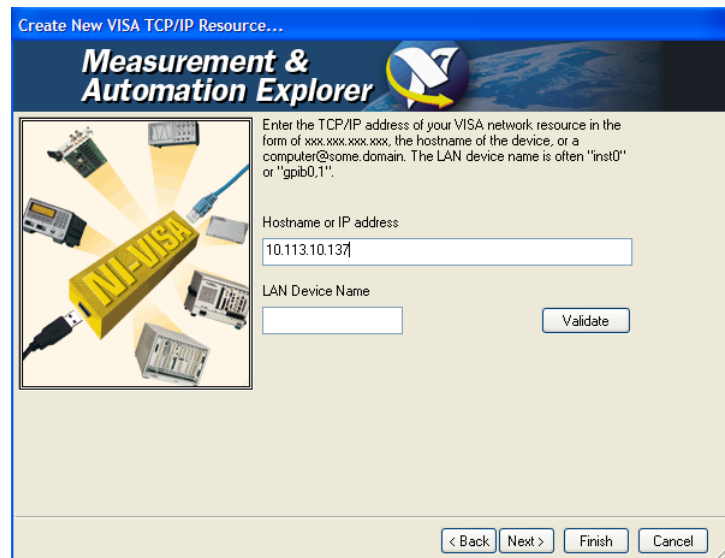 Create New VISA TCP/IP Resource...
Measurement &
Automation Explorer
Enter the TCP/IP address of your VISA network resource in the
form of xxx.xxx.xxx.xxx, the hostname of the device, or a
computer@some.domain. The LAN device name is often "inst0"
or "gpib0,1".
Hostname or IP address
10.113.10.137
LAN Device Name
Validate
NI-VISA
< Back Next > Finish Cancel